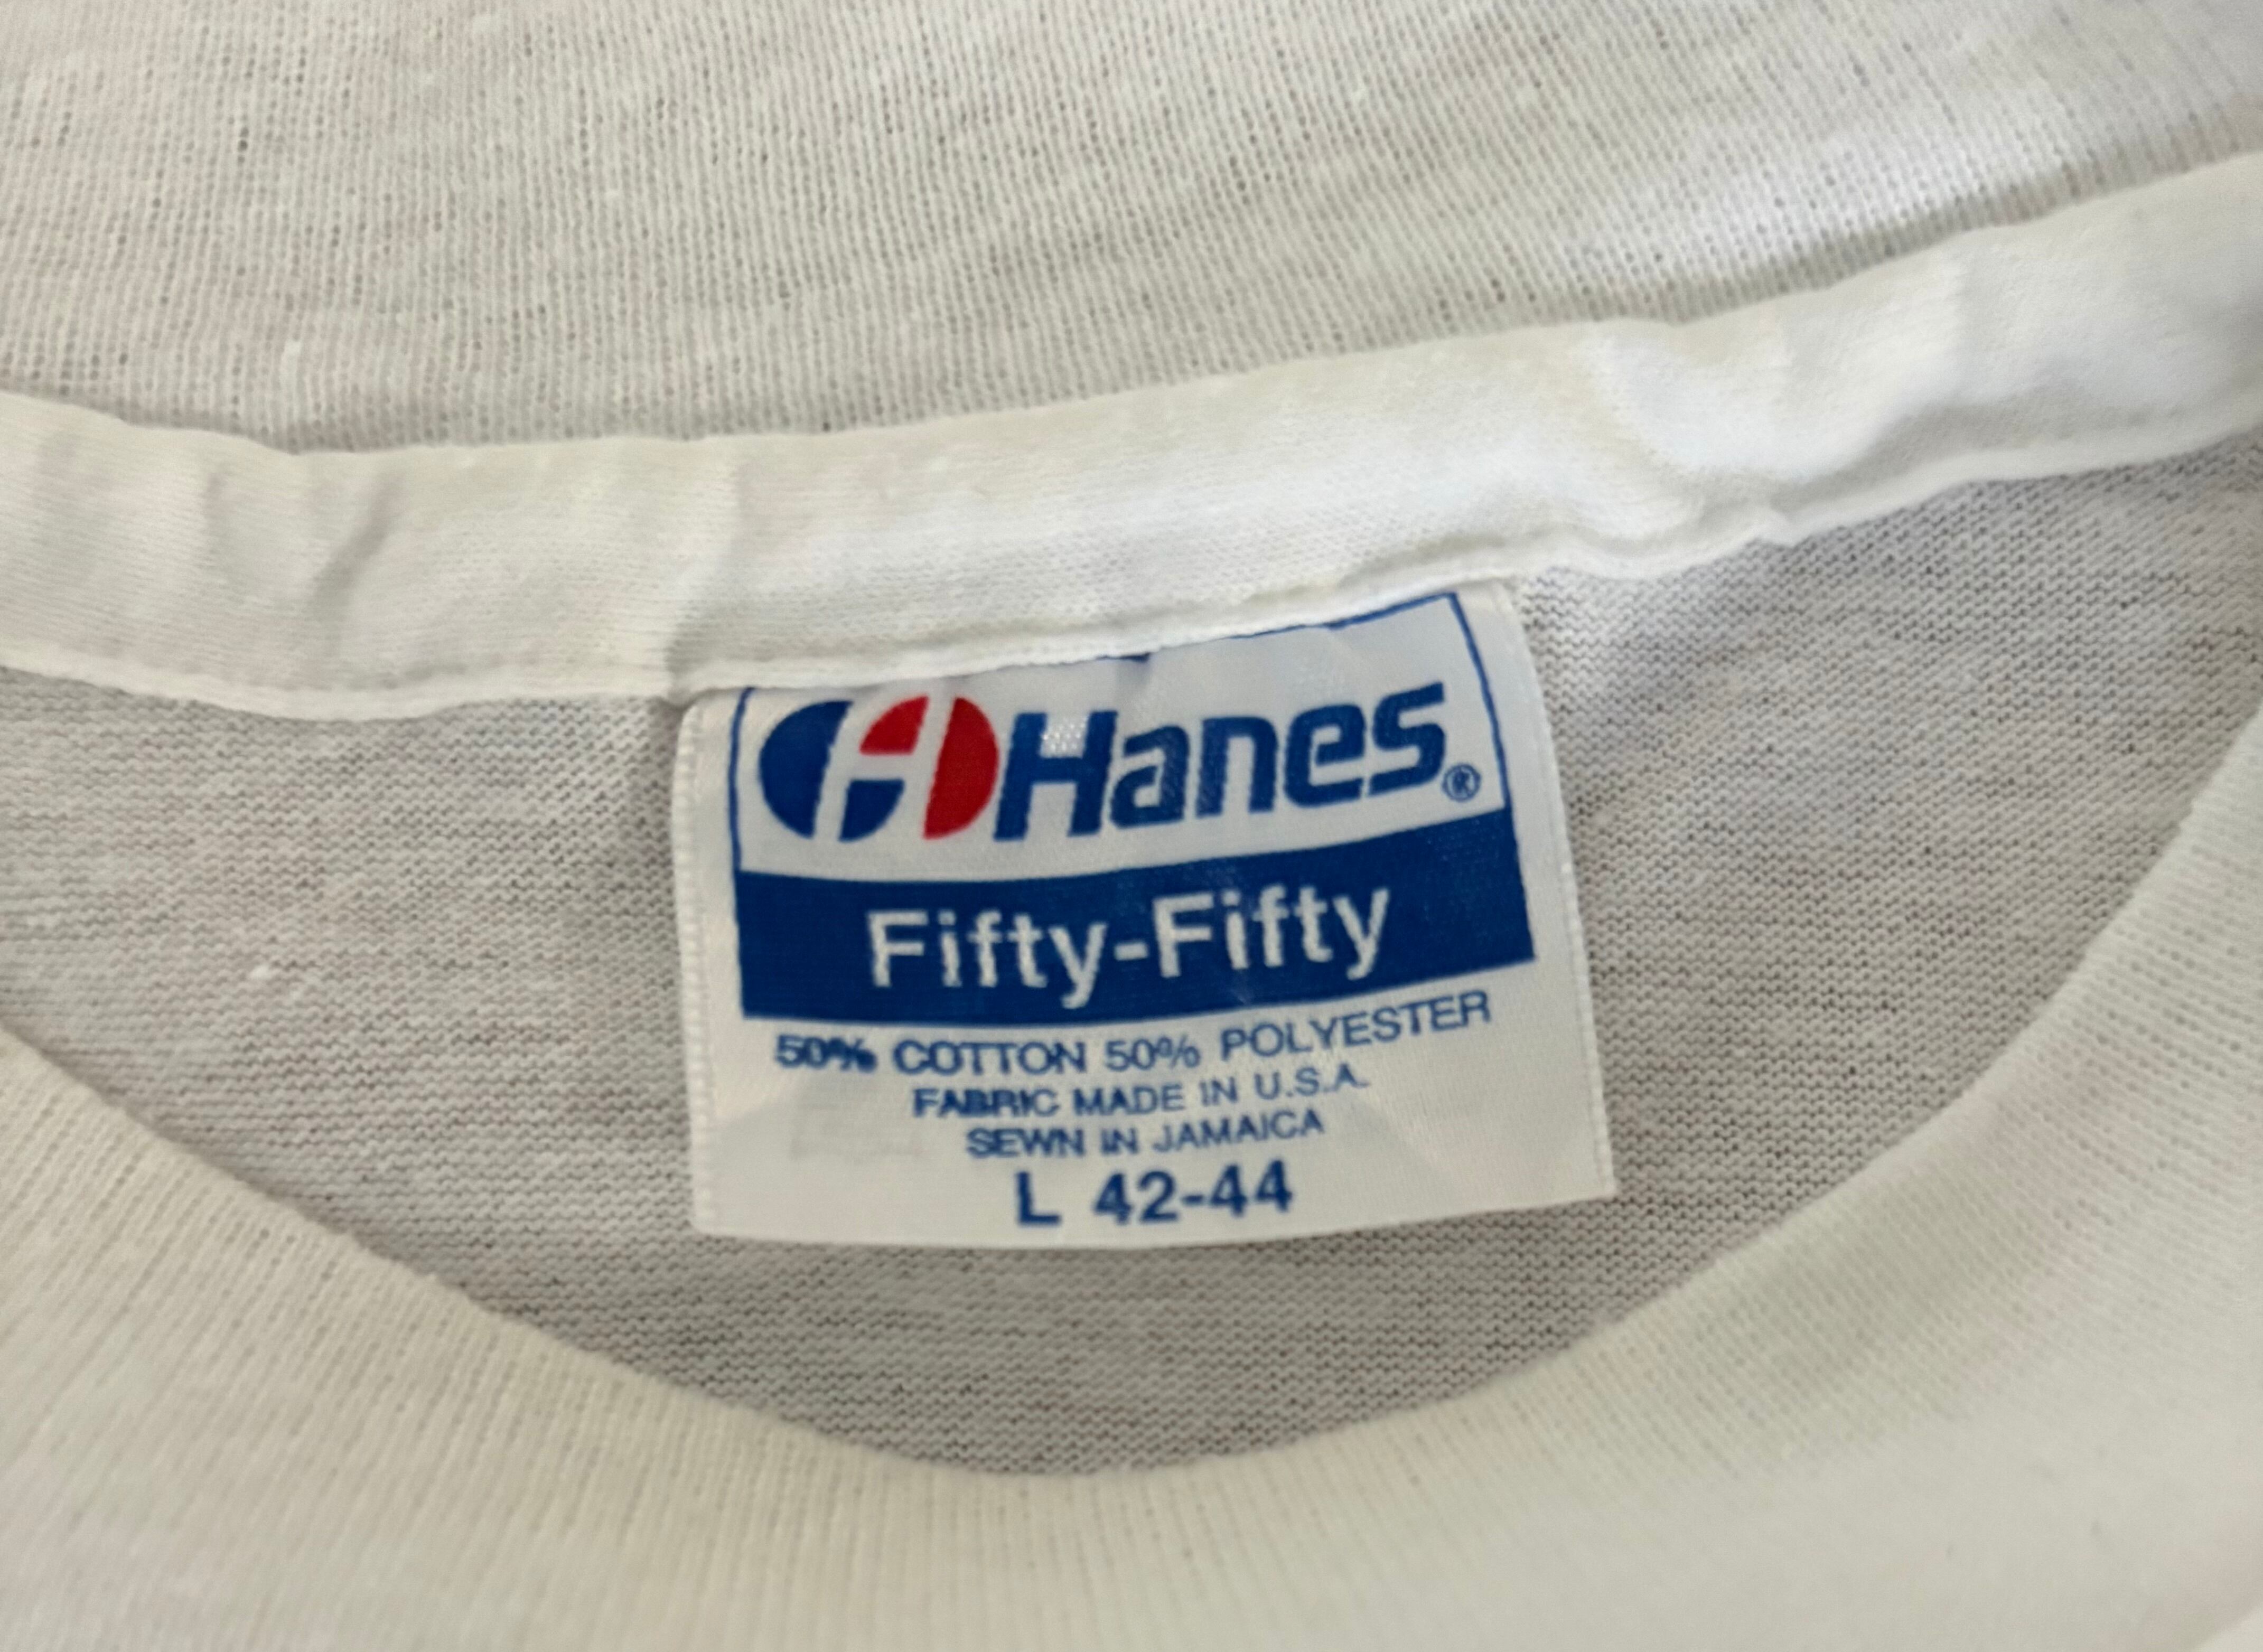 Hanes®
Fifty-Fifty
50% COTTON 50% POLYESTER
FABRIC MADE IN U.S.A.
SEWN IN JAMAICA
L 42-44